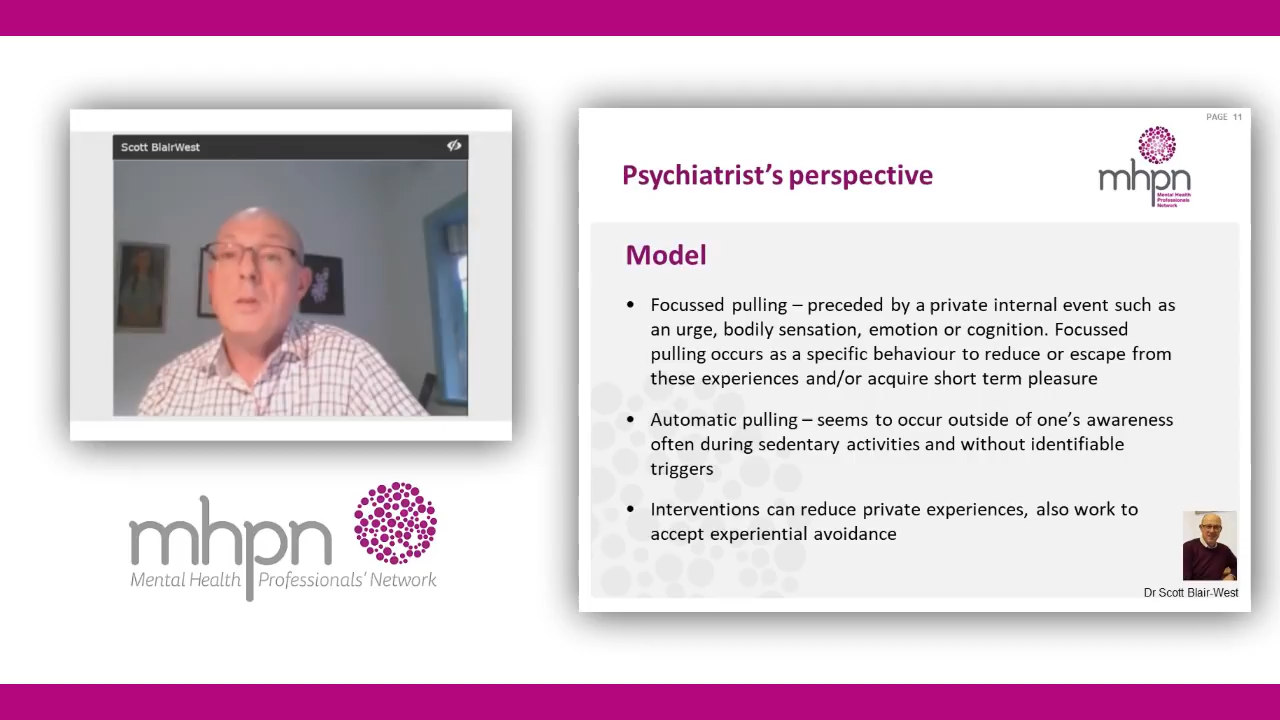 Scott BlairWest
mhpn
Mental Health Professionals' Network
PAGE 11
Psychiatrist's perspective
mhpn
Mental Health
Professionals
Network
Model
• Focussed pulling – preceded by a private internal event such as
an urge, bodily sensation, emotion or cognition. Focussed
pulling occurs as a specific behaviour to reduce or escape from
these experiences and/or acquire short term pleasure
• Automatic pulling – seems to occur outside of one's awareness
often during sedentary activities and without identifiable
triggers
• Interventions can reduce private experiences, also work to
accept experiential avoidance
Dr Scott Blair-West